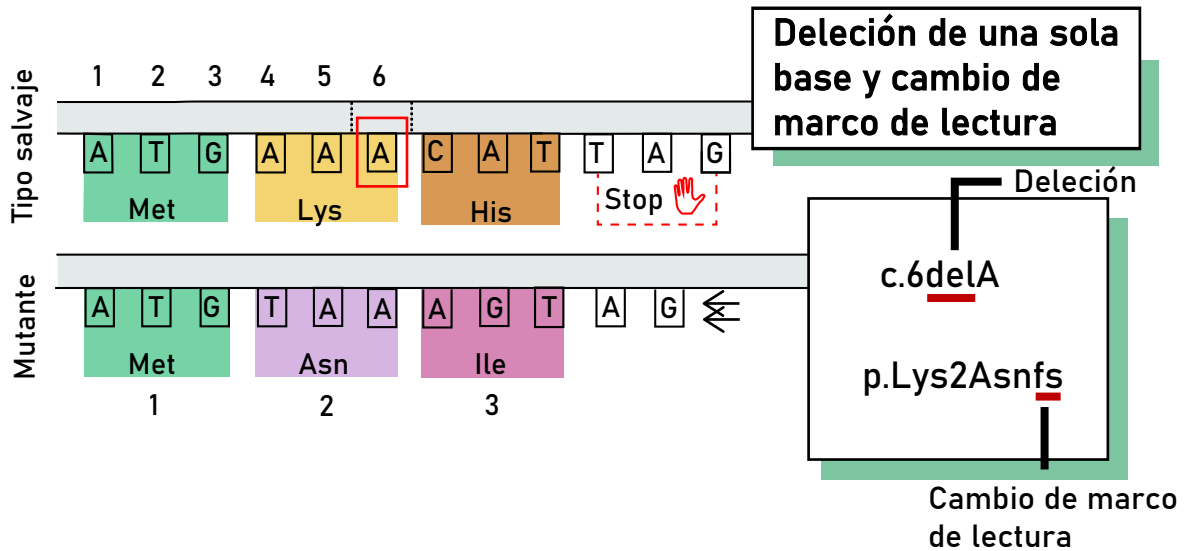 Deleción de una sola
base y cambio de
marco de lectura
Tipo salvaje
1 2 3 4 5 6
A T G A A A C A T T A G
Met Lys His Stop
Mutante
A T G T A A A G T A G
Met Asn Ile
1 2 3
Deleción
c.6delA
p.Lys2Asnfs
Cambio de marco
de lectura